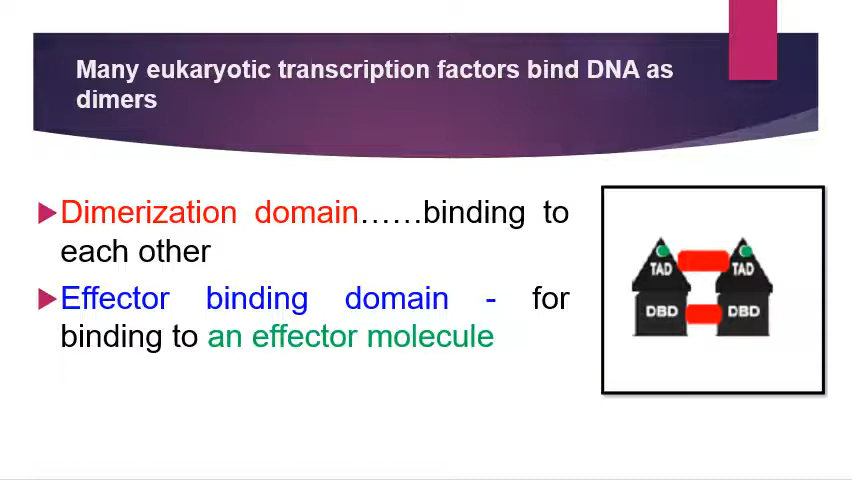 Many eukaryotic transcription factors bind DNA as
dimers
Dimerization domain……binding to
each other
Effector binding domain - for
binding to an effector molecule
TAD TAD
DBD DBD